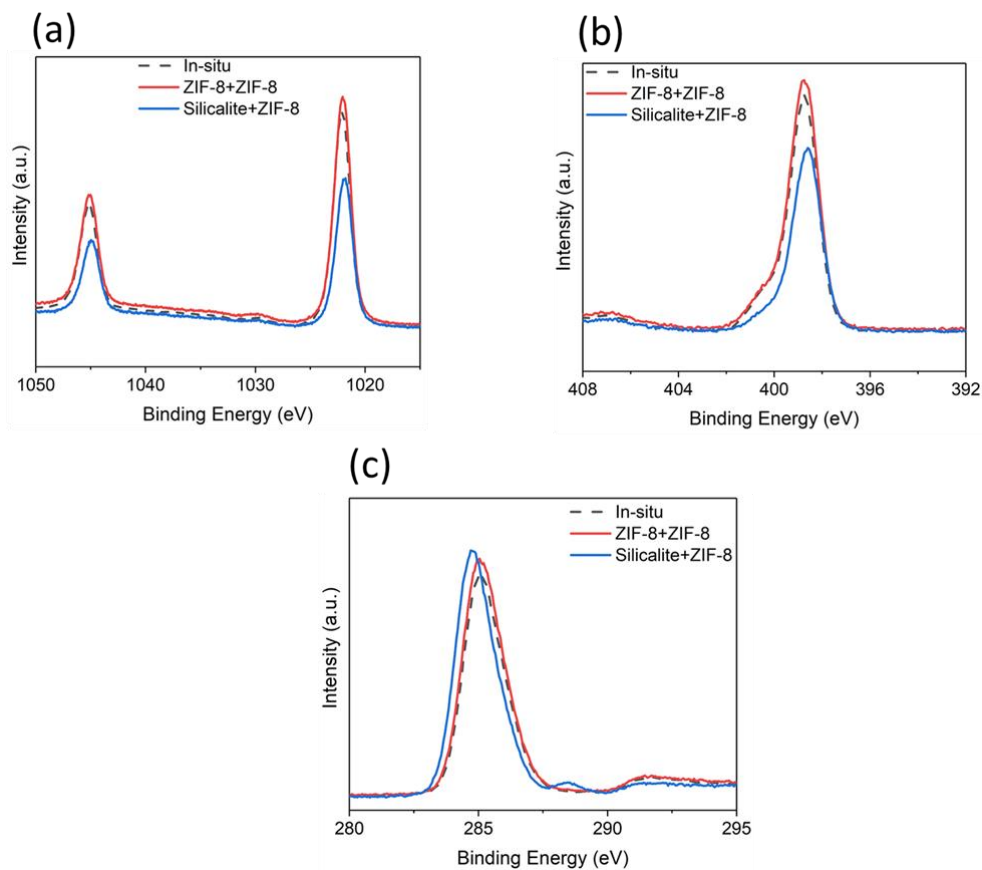 (a)
In-situ
ZIF-8+ZIF-8
Silicalite+ZIF-8
Intensity (a.u.)
1050 1040 1030 1020
Binding Energy (eV)
(b)
In-situ
ZIF-8+ZIF-8
Silicalite+ZIF-8
Intensity (a.u.)
408 404 400 396 392
Binding Energy (eV)
(c)
In-situ
ZIF-8+ZIF-8
Silicalite+ZIF-8
Intensity (a.u.)
280 285 290 295
Binding Energy (eV)